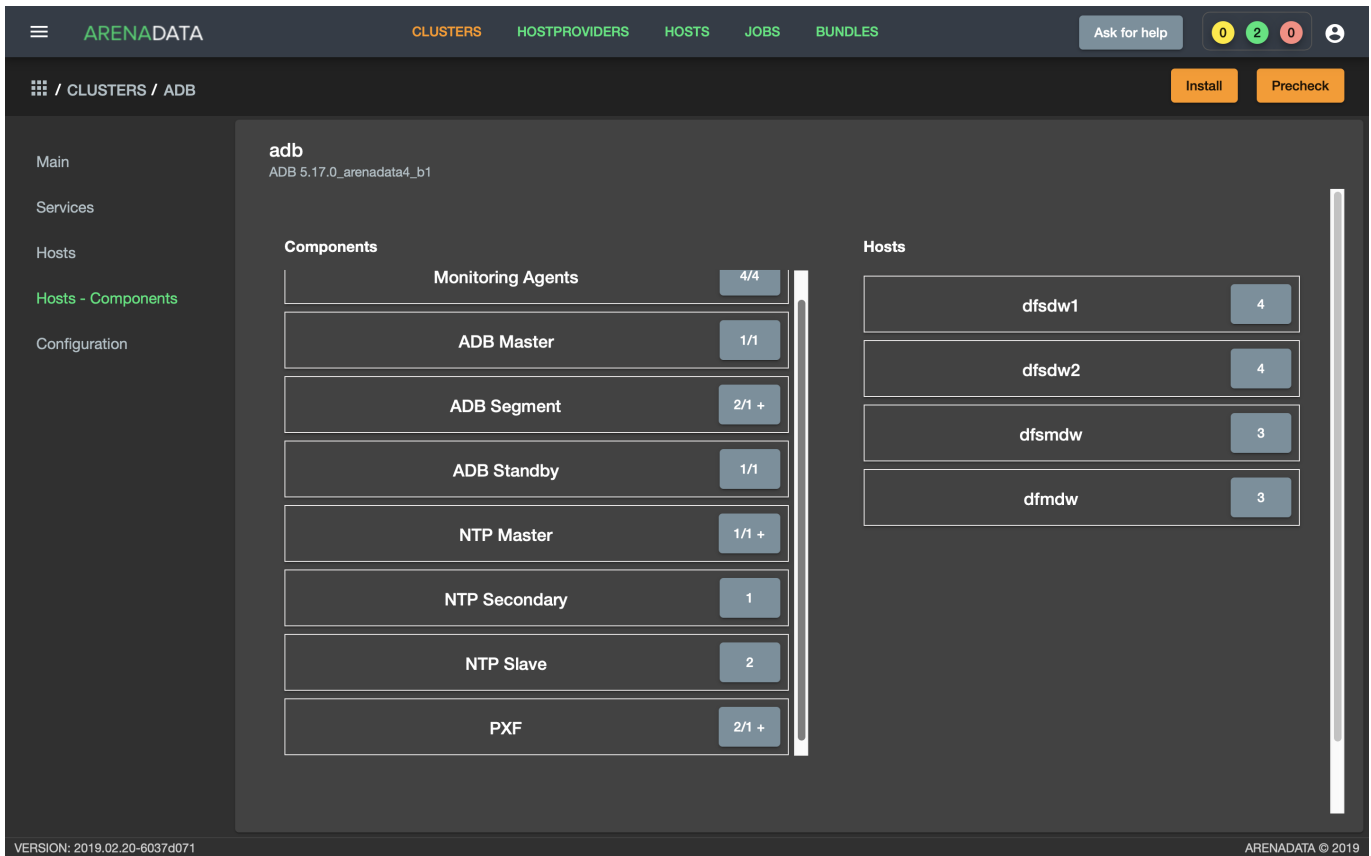 ARENADATA
CLUSTERS HOSTPROVIDERS HOSTS JOBS BUNDLES
Ask for help
0 2 0
/ CLUSTERS / ADB
Install
Precheck
Main
Services
Hosts
Hosts - Components
Configuration
adb
ADB 5.17.0_arenadata4_b1
Components
Monitoring Agents 4/4
ADB Master 1/1
ADB Segment 2/1 +
ADB Standby 1/1
NTP Master 1/1 +
NTP Secondary 1
NTP Slave 2
PXF 2/1 +
Hosts
dfsdw1 4
dfsdw2 4
dfsmdw 3
dfmdw 3
VERSION: 2019.02.20-6037d071
ARENADATA © 2019